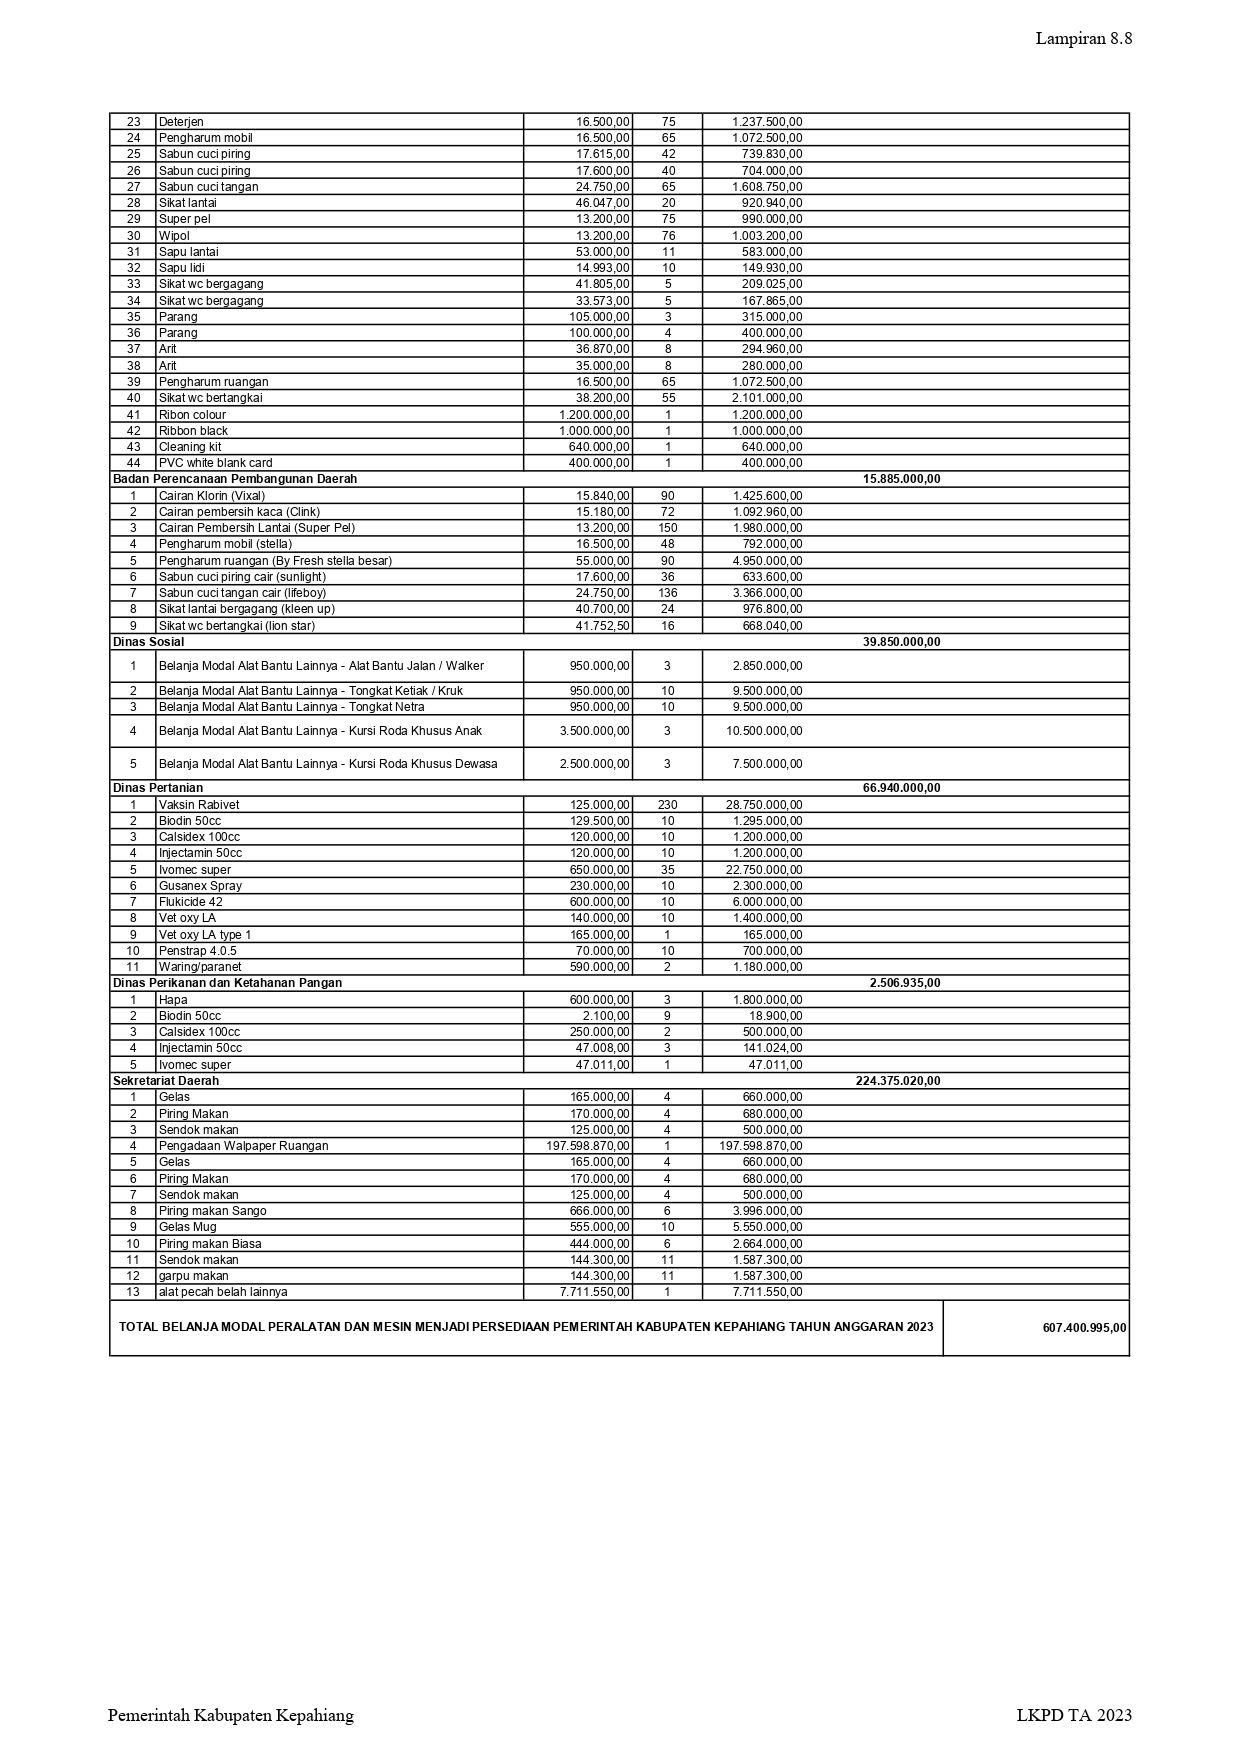 Lampiran 8.8
23 Deterjen 16.500,00 75 1.237.500,00
24 Pengharum mobil 16.500,00 65 1.072.500,00
25 Sabun cuci piring 17.615,00 42 739.830,00
26 Sabun cuci piring 17.600,00 40 704.000,00
27 Sabun cuci tangan 24.750,00 65 1.608.750,00
28 Sikat lantai 46.047,00 20 920.940,00
29 Super pel 13.200,00 75 990.000,00
30 Wipol 13.200,00 76 1.003.200,00
31 Sapu lantai 53.000,00 11 583.000,00
32 Sapu lidi 14.993,00 10 149.930,00
33 Sikat wc bergagang 41.805,00 5 209.025,00
34 Sikat wc bergagang 33.573,00 5 167.865,00
35 Parang 105.000,00 3 315.000,00
36 Parang 100.000,00 4 400.000,00
37 Arit 36.870,00 8 294.960,00
38 Arit 35.000,00 8 280.000,00
39 Pengharum ruangan 16.500,00 65 1.072.500,00
40 Sikat wc bertangkai 38.200,00 55 2.101.000,00
41 Ribon colour 1.200.000,00 1 1.200.000,00
42 Ribbon black 1.000.000,00 1 1.000.000,00
43 Cleaning kit 640.000,00 1 640.000,00
44 PVC white blank card 400.000,00 1 400.000,00
Badan Perencanaan Pembangunan Daerah 15.885.000,00
1 Cairan Klorin (Vixal) 15.840,00 90 1.425.600,00
2 Cairan pembersih kaca (Clink) 15.180,00 72 1.092.960,00
3 Cairan Pembersih Lantai (Super Pel) 13.200,00 150 1.980.000,00
4 Pengharum mobil (stella) 16.500,00 48 792.000,00
5 Pengharum ruangan (By Fresh stella besar) 55.000,00 90 4.950.000,00
6 Sabun cuci piring cair (sunlight) 17.600,00 36 633.600,00
7 Sabun cuci tangan cair (lifeboy) 24.750,00 136 3.366.000,00
8 Sikat lantai bergagang (kleen up) 40.700,00 24 976.800,00
9 Sikat wc bertangkai (lion star) 41.752,50 16 668.040,00
Dinas Sosial 39.850.000,00
1 Belanja Modal Alat Bantu Lainnya - Alat Bantu Jalan / Walker 950.000,00 3 2.850.000,00
2 Belanja Modal Alat Bantu Lainnya - Tongkat Ketiak / Kruk 950.000,00 10 9.500.000,00
3 Belanja Modal Alat Bantu Lainnya - Tongkat Netra 950.000,00 10 9.500.000,00
4 Belanja Modal Alat Bantu Lainnya - Kursi Roda Khusus Anak 3.500.000,00 3 10.500.000,00
5 Belanja Modal Alat Bantu Lainnya - Kursi Roda Khusus Dewasa 2.500.000,00 3 7.500.000,00
Dinas Pertanian 66.940.000,00
1 Vaksin Rabivet 125.000,00 230 28.750.000,00
2 Biodin 50cc 129.500,00 10 1.295.000,00
3 Calsidex 100cc 120.000,00 10 1.200.000,00
4 Injectamin 50cc 120.000,00 10 1.200.000,00
5 Ivomec super 650.000,00 35 22.750.000,00
6 Gusanex Spray 230.000,00 10 2.300.000,00
7 Flukicide 42 600.000,00 10 6.000.000,00
8 Vet oxy LA 140.000,00 10 1.400.000,00
9 Vet oxy LA type 1 165.000,00 1 165.000,00
10 Penstrap 4.0.5 70.000,00 10 700.000,00
11 Waring/paranet 590.000,00 2 1.180.000,00
Dinas Perikanan dan Ketahanan Pangan 2.506.935,00
1 Hapa 600.000,00 3 1.800.000,00
2 Biodin 50cc 2.100,00 9 18.900,00
3 Calsidex 100cc 250.000,00 2 500.000,00
4 Injectamin 50cc 47.008,00 3 141.024,00
5 Ivomec super 47.011,00 1 47.011,00
Sekretariat Daerah 224.375.020,00
1 Gelas 165.000,00 4 660.000,00
2 Piring Makan 170.000,00 4 680.000,00
3 Sendok makan 125.000,00 4 500.000,00
4 Pengadaan Walpaper Ruangan 197.598.870,00 1 197.598.870,00
5 Gelas 165.000,00 4 660.000,00
6 Piring Makan 170.000,00 4 680.000,00
7 Sendok makan 125.000,00 4 500.000,00
8 Piring makan Sango 666.000,00 6 3.996.000,00
9 Gelas Mug 555.000,00 10 5.550.000,00
10 Piring makan Biasa 444.000,00 6 2.664.000,00
11 Sendok makan 144.300,00 11 1.587.300,00
12 garpu makan 144.300,00 11 1.587.300,00
13 alat pecah belah lainnya 7.711.550,00 1 7.711.550,00
TOTAL BELANJA MODAL PERALATAN DAN MESIN MENJADI PERSEDIAAN PEMERINTAH KABUPATEN KEPAHIANG TAHUN ANGGARAN 2023 607.400.995,00
Pemerintah Kabupaten Kepahiang LKPD TA 2023